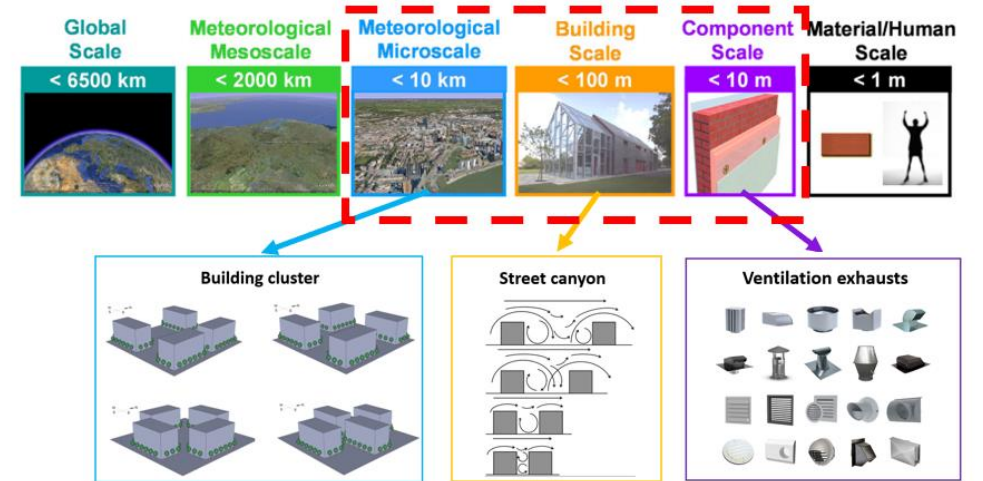 Global
Scale
< 6500 km
Meteorological
Mesoscale
< 2000 km
Meteorological
Microscale
< 10 km
Building
Scale
< 100 m
Component
Scale
< 10 m
Material/Human
Scale
< 1 m
Building cluster
Street canyon
Ventilation exhausts